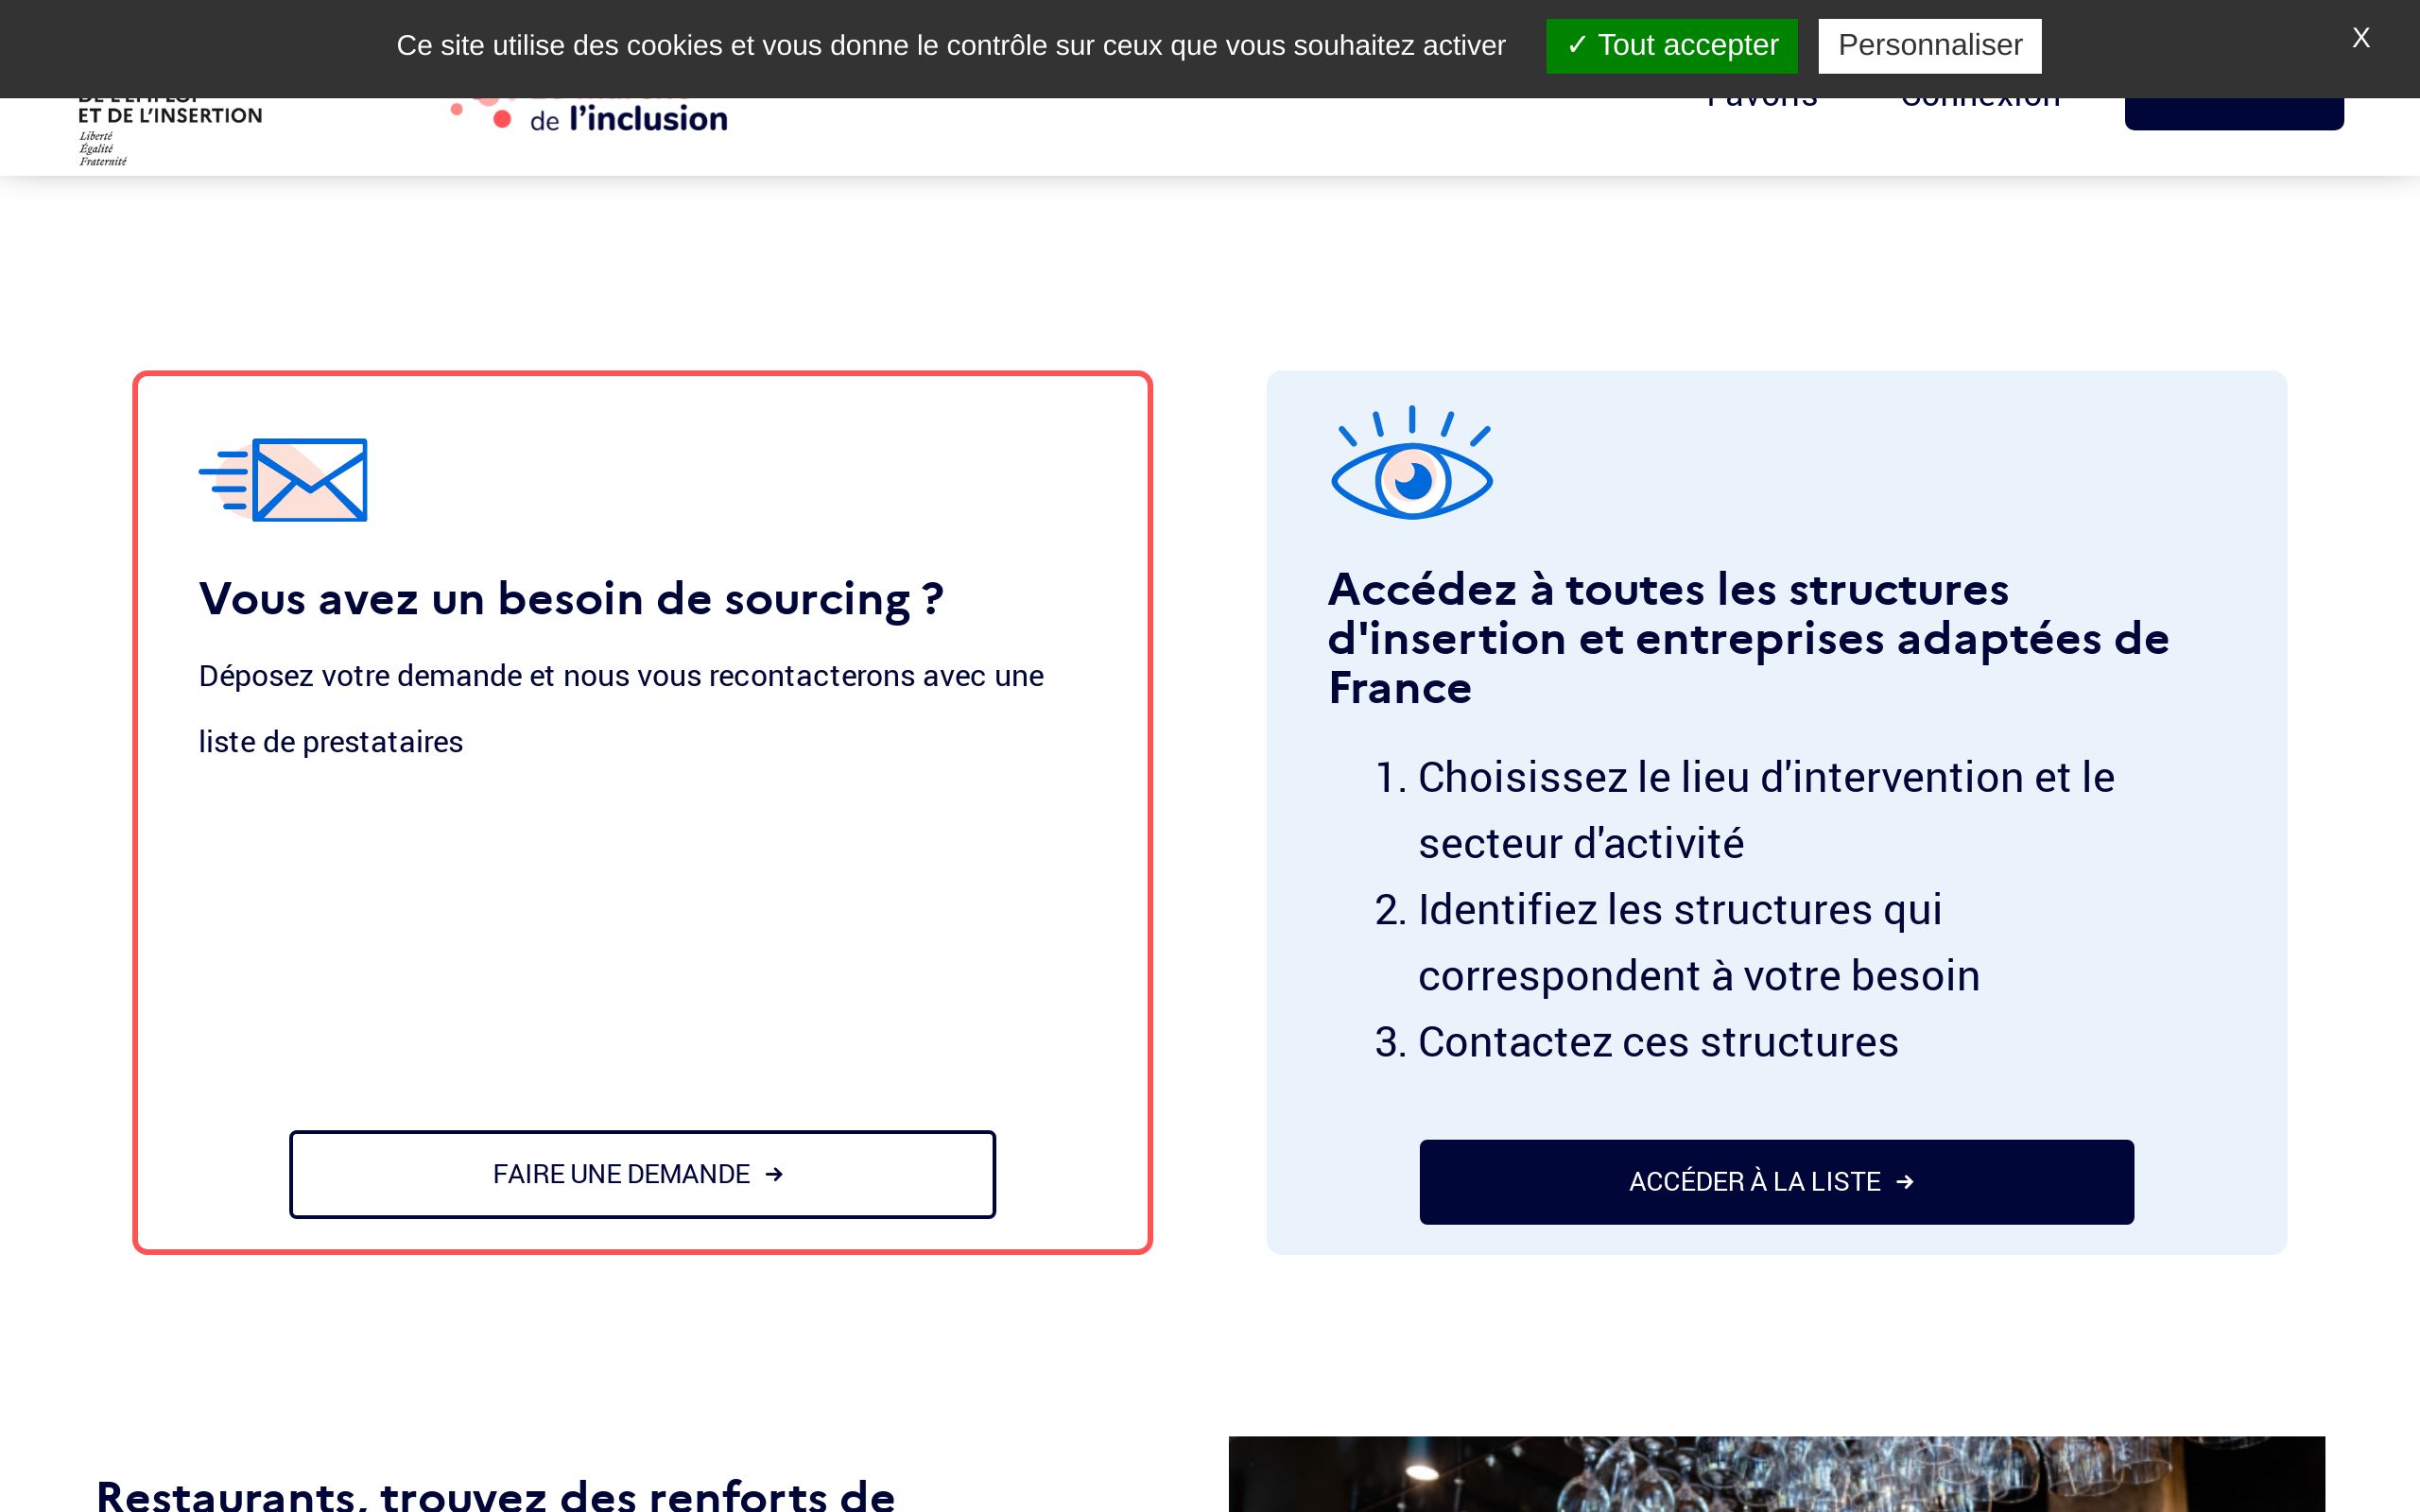 Ce site utilise des cookies et vous donne le contrôle sur ceux que vous souhaitez activer
✓ Tout accepter
Personnaliser
X
ET DE L'INSERTION
Liberté
Égalité
Fraternité
de l'inclusion
Favoris
Connexion
Vous avez un besoin de sourcing ?
Déposez votre demande et nous vous recontacterons avec une
liste de prestataires
FAIRE UNE DEMANDE →
Accédez à toutes les structures
d'insertion et entreprises adaptées de
France
1. Choisissez le lieu d'intervention et le
secteur d'activité
2. Identifiez les structures qui
correspondent à votre besoin
3. Contactez ces structures
ACCÉDER À LA LISTE →
Restaurants, trouvez des renforts de